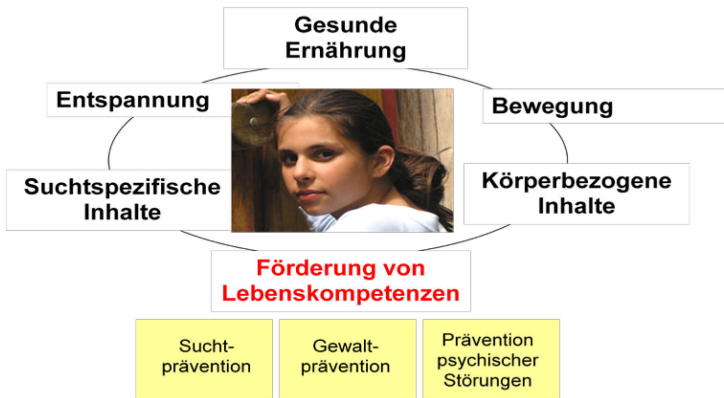 Gesunde
Ernährung
Entspannung
Bewegung
Suchtspezifische
Inhalte
Körperbezogene
Inhalte
Förderung von
Lebenskompetenzen
Sucht-
prävention
Gewalt-
prävention
Prävention
psychischer
Störungen